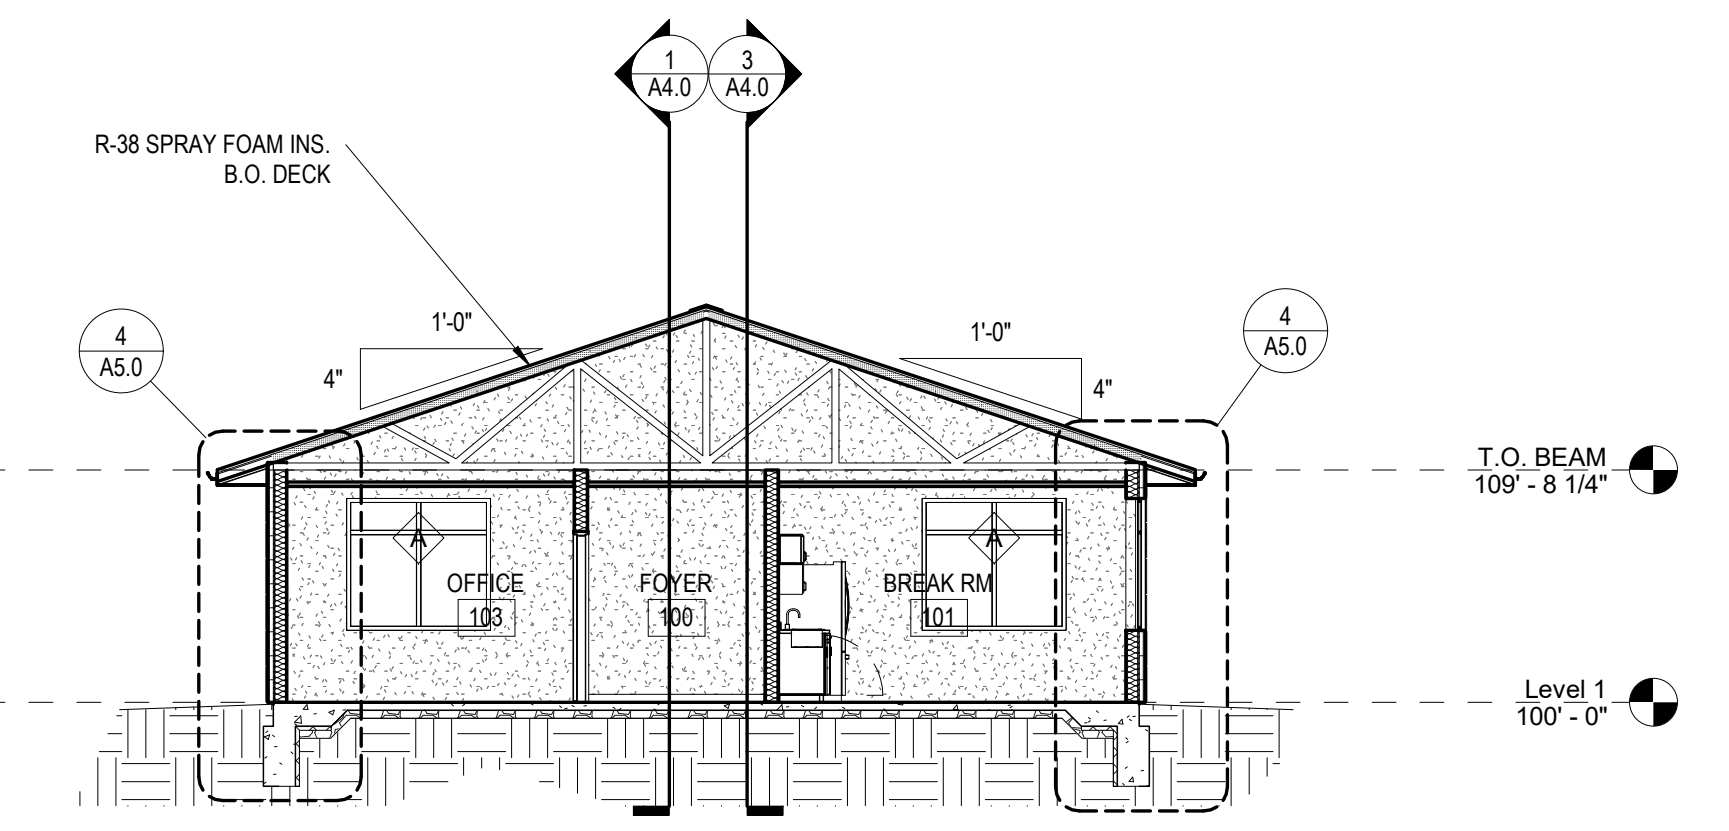 1
A4.0
3
A4.0
R-38 SPRAY FOAM INS.
B.O. DECK
4
A5.0
1'-0"
4"
1'-0"
4"
4
A5.0
T.O. BEAM
109' - 8 1/4"
A
A
OFFICE
103
FOYER
100
BREAK RM
101
Level 1
100' - 0"